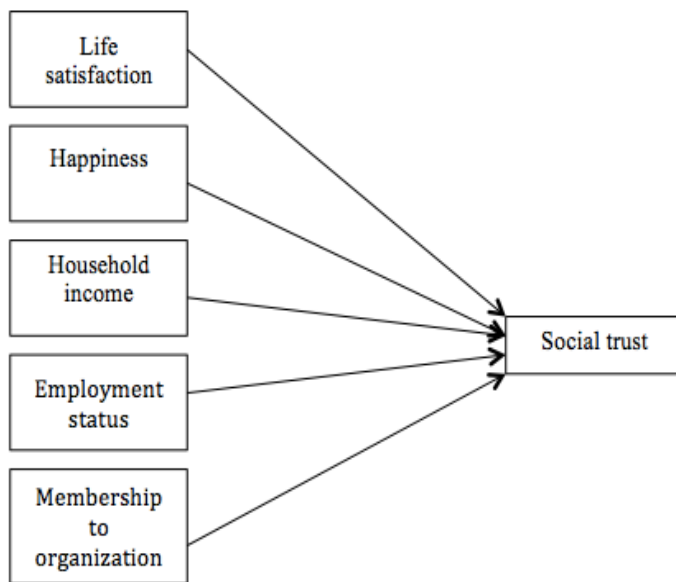 Life
satisfaction
Happiness
Household
income
Employment
status
Membership
to
organization
Social trust